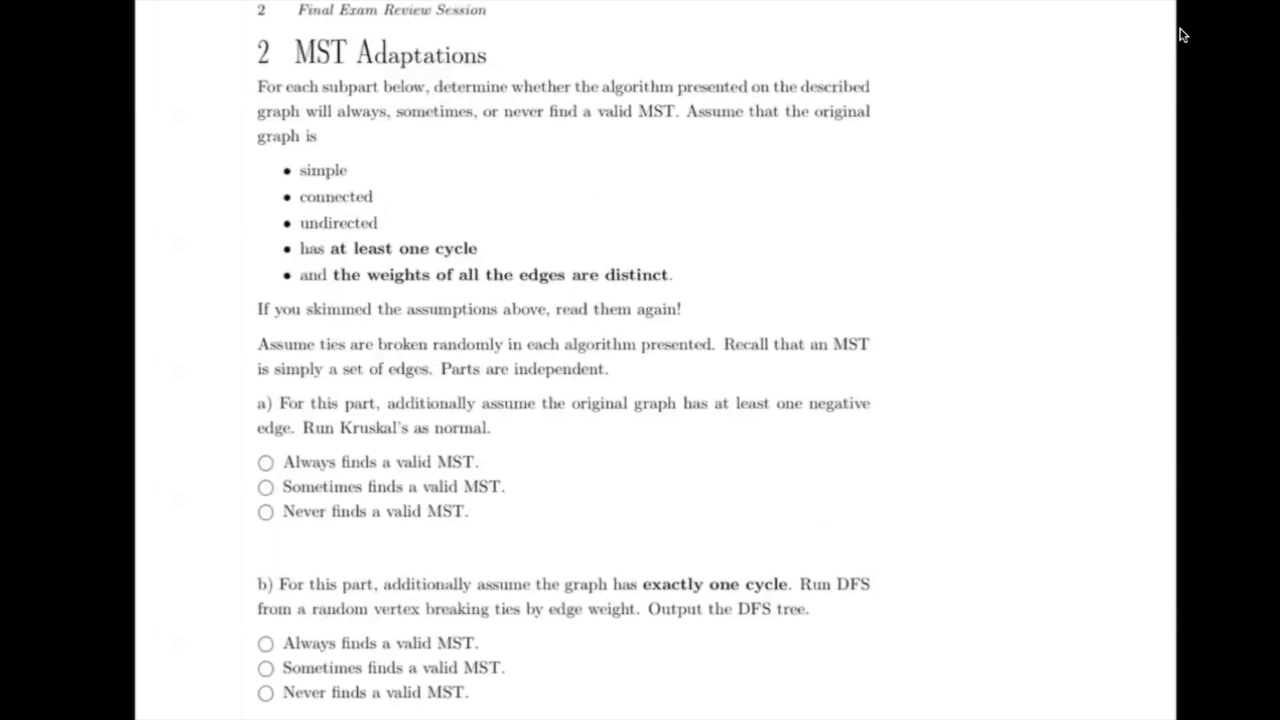 2 Final Exam Review Session
2 MST Adaptations
For each subpart below, determine whether the algorithm presented on the described
graph will always, sometimes, or never find a valid MST. Assume that the original
graph is
• simple
• connected
• undirected
• has at least one cycle
• and the weights of all the edges are distinct.
If you skimmed the assumptions above, read them again!
Assume ties are broken randomly in each algorithm presented. Recall that an MST
is simply a set of edges. Parts are independent.
a) For this part, additionally assume the original graph has at least one negative
edge. Run Kruskal's as normal.
○ Always finds a valid MST.
○ Sometimes finds a valid MST.
○ Never finds a valid MST.
b) For this part, additionally assume the graph has exactly one cycle. Run DFS
from a random vertex breaking ties by edge weight. Output the DFS tree.
○ Always finds a valid MST.
○ Sometimes finds a valid MST.
○ Never finds a valid MST.